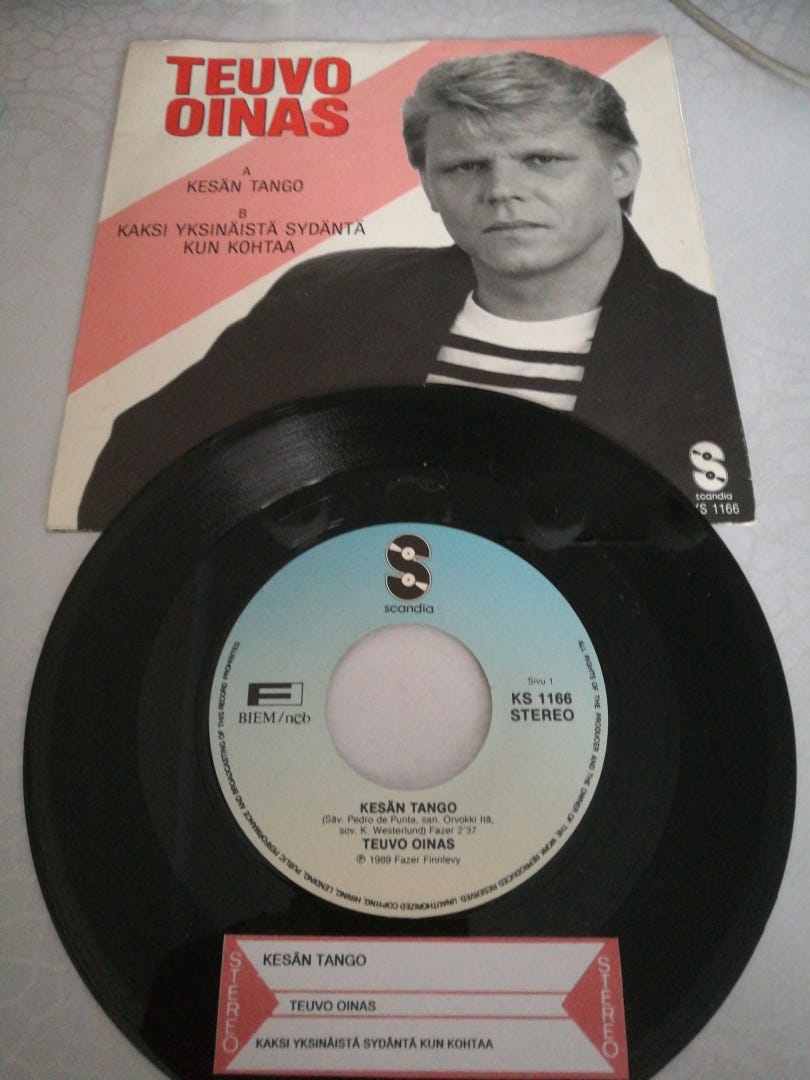 TEUVO
OINAS
A
KESÄN TANGO
B
KAKSI YKSINÄISTÄ SYDÄNTÄ
KUN KOHTAA
S
scandia
KS 1166
S
scandia
ALL RIGHTS OF THE PRODUCER AND THE OWNER OF THE WORK REPRODUCED RESERVED. UNAUTHORIZED COPYING, HIRING, LENDING, PUBLIC PERFORMANCE AND BROADCASTING OF THIS RECORD PROHIBITED
F
BIEM/ncb
Sivu 1
KS 1166
STEREO
KESÄN TANGO
(Säv. Pedro de Punta, san. Orvokki Itä,
sov. K. Westerlund) Fazer 2'37
TEUVO OINAS
℗ 1989 Fazer Finnlevy
STEREO
KESÄN TANGO
TEUVO OINAS
KAKSI YKSINÄISTÄ SYDÄNTÄ KUN KOHTAA
STEREO